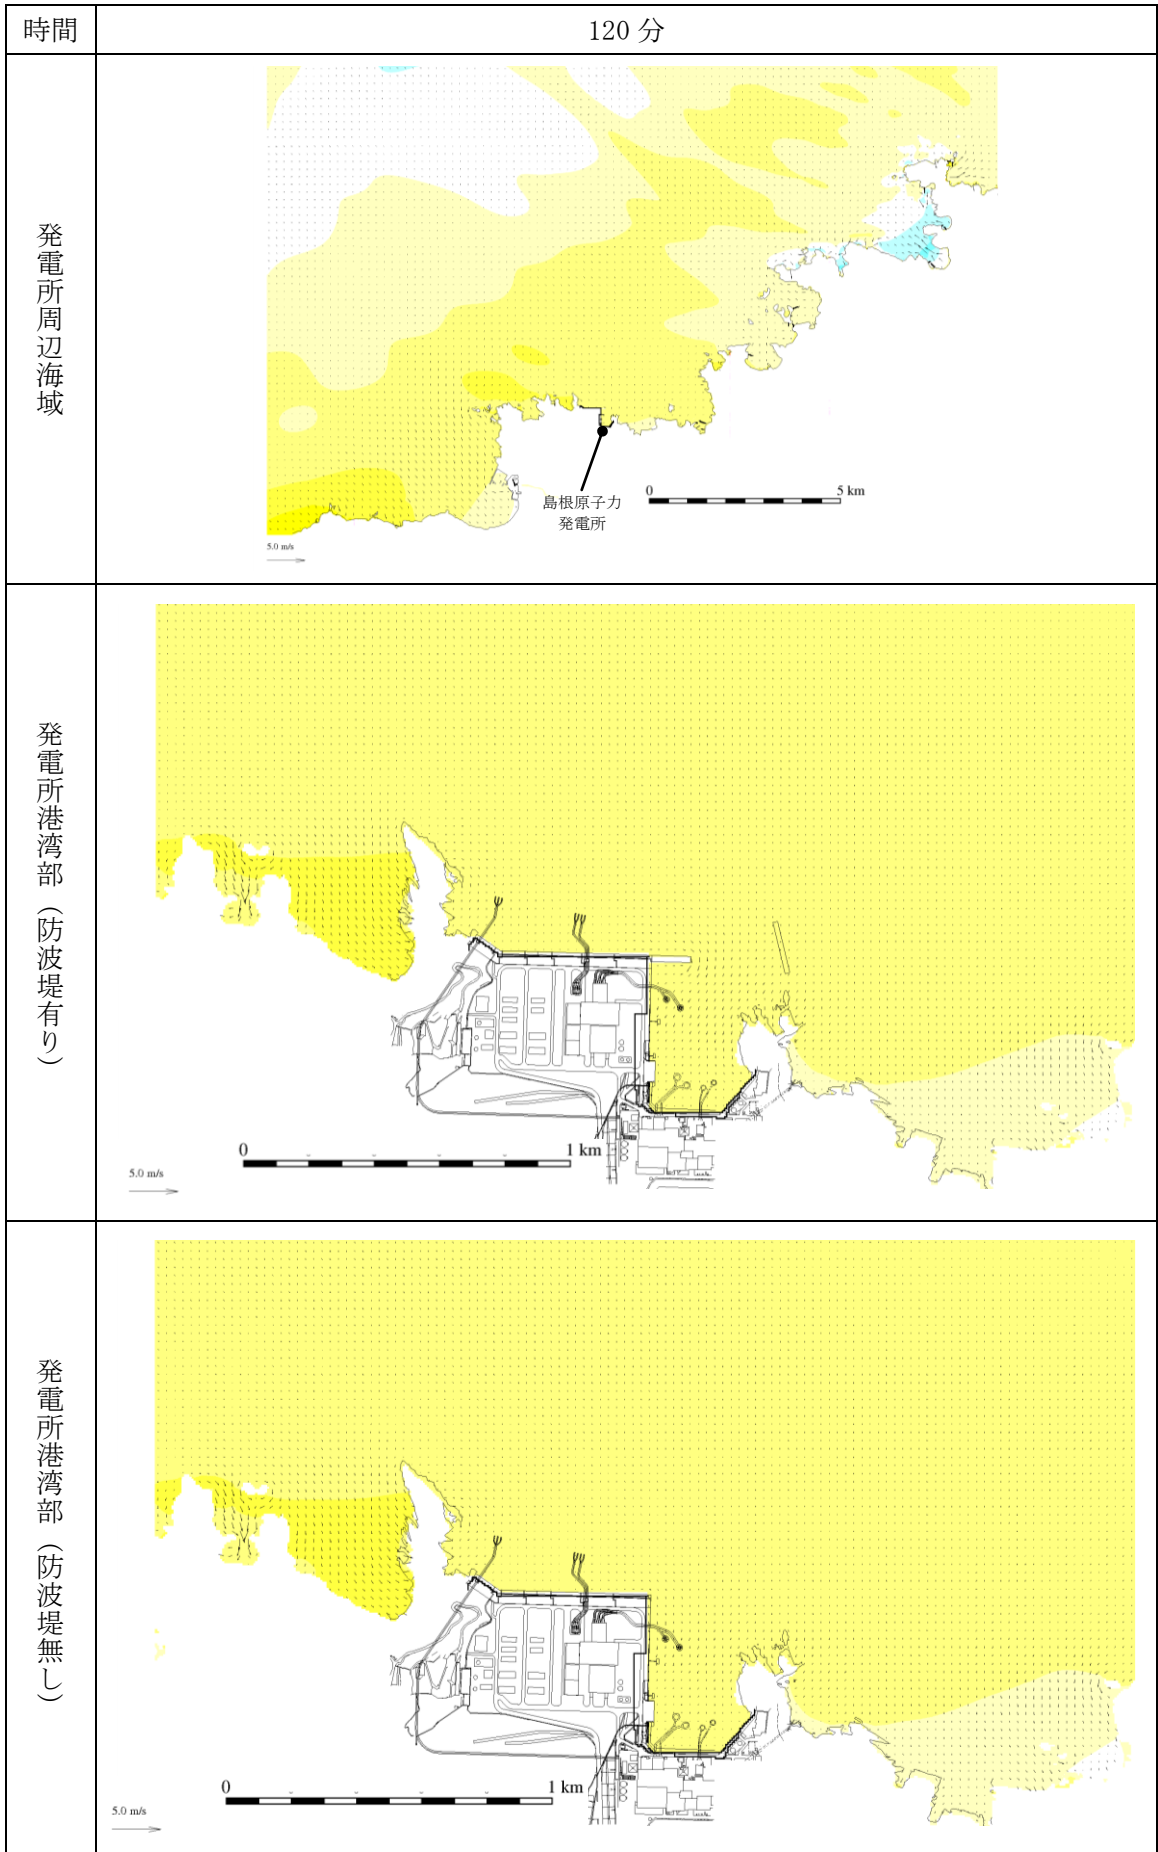 時間
120 分
発電所周辺海域
島根原子力
発電所
0
5 km
5.0 m/s
発電所港湾部（防波堤有り）
0
1 km
5.0 m/s
発電所港湾部（防波堤無し）
0
1 km
5.0 m/s